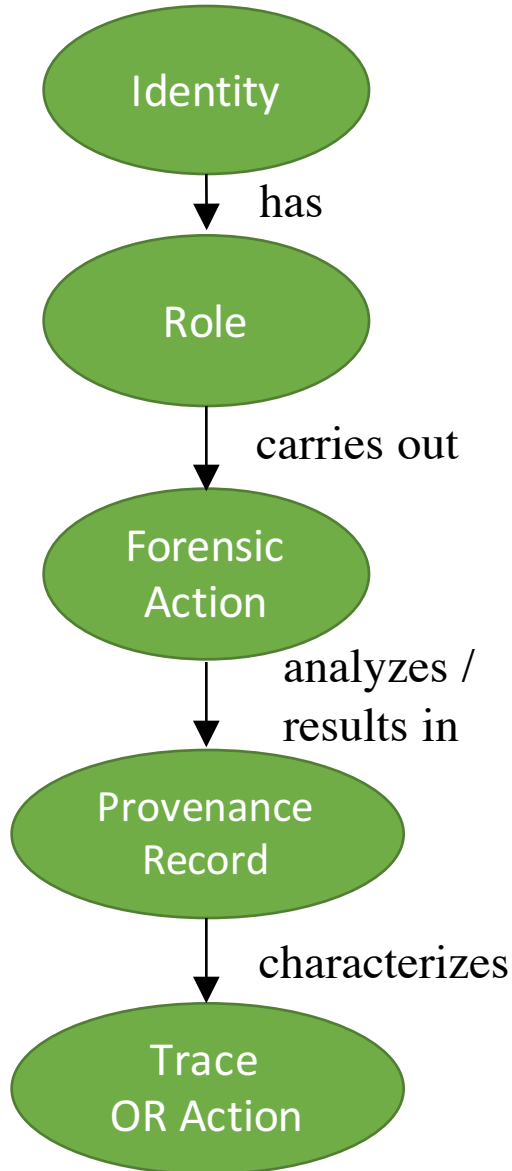 Identity
has
Role
carries out
Forensic
Action
analyzes /
results in
Provenance
Record
characterizes
Trace
OR Action